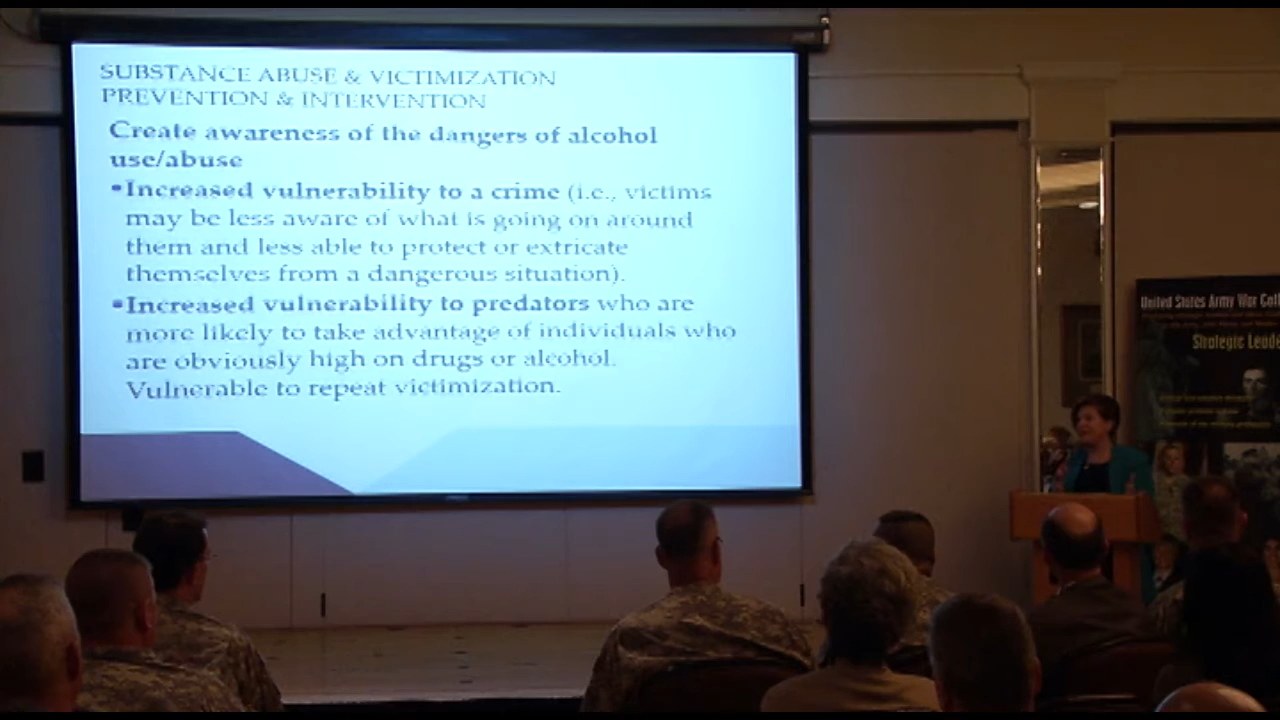 SUBSTANCE ABUSE & VICTIMIZATION
PREVENTION & INTERVENTION
Create awareness of the dangers of alcohol
use/abuse
•Increased vulnerability to a crime (i.e., victims
may be less aware of what is going on around
them and less able to protect or extricate
themselves from a dangerous situation).
•Increased vulnerability to predators who are
more likely to take advantage of individuals who
are obviously high on drugs or alcohol.
Vulnerable to repeat victimization.
United States Army War Coll
Strategic Leade